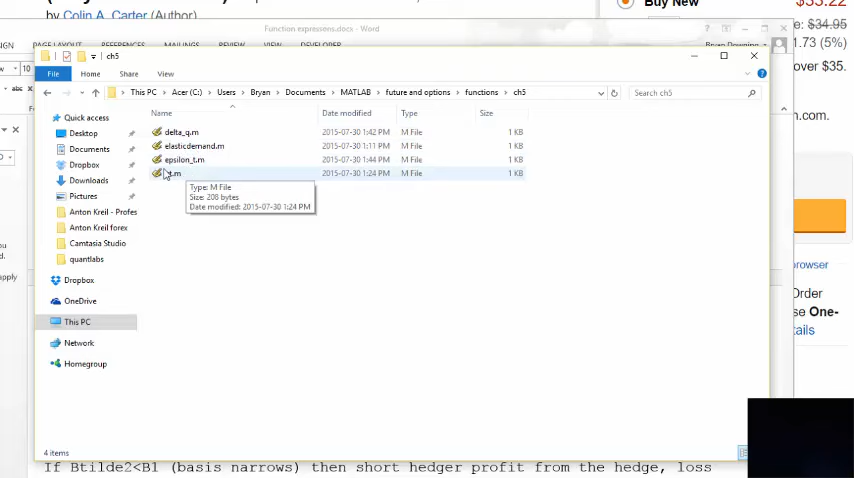 Buy New
$35.22
by Colin A. Carter (Author)
$34.95
1.73 (5%)
over $35.
n.com.
browser
Order
se One-
tails
Function expressens.docx - Word
PAGE LAYOUT REFERENCES MAILINGS REVIEW VIEW DEVELOPER
Bryan Downing
10
ou
apply
ch5
File Home Share View
This PC > Acer (C:) > Users > Bryan > Documents > MATLAB > future and options > functions > ch5
Search ch5
Name Date modified Type Size
delta_q.m 2015-07-30 1:42 PM M File 1 KB
elasticdemand.m 2015-07-30 1:11 PM M File 1 KB
epsilon_t.m 2015-07-30 1:44 PM M File 1 KB
t.m 2015-07-30 1:24 PM M File 1 KB
Type: M File
Size: 208 bytes
Date modified: 2015-07-30 1:24 PM
Quick access
Desktop
Documents
Dropbox
Downloads
Pictures
Anton Kreil - Profes
Anton Kreil forex
Camtasia Studio
quantlabs
Dropbox
OneDrive
This PC
Network
Homegroup
4 items
If Btilde2<B1 (basis narrows) then short hedger profit from the hedge, loss